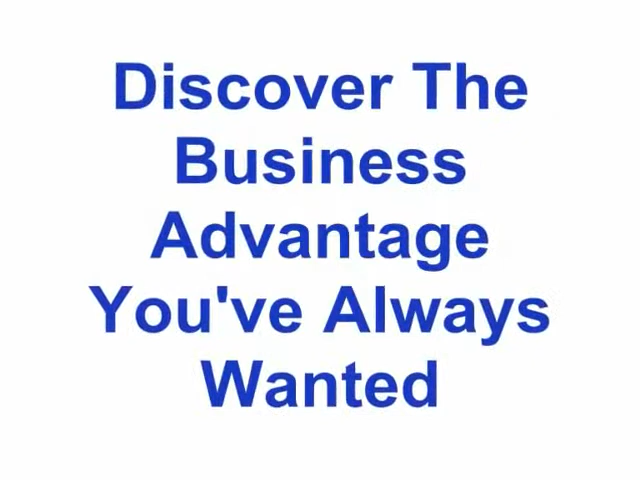 Discover The
Business
Advantage
You've Always
Wanted